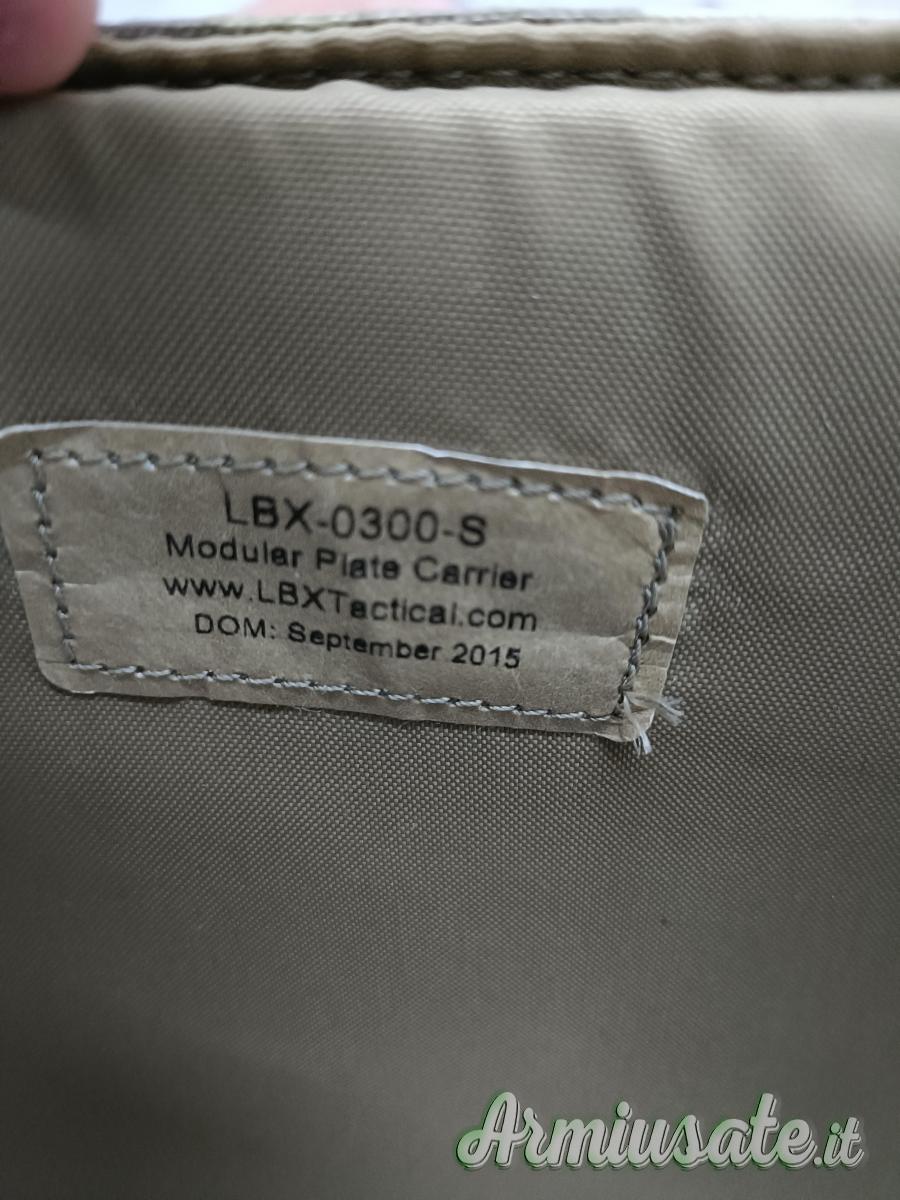 LBX-0300-S
Modular Plate Carrier
www.LBXTactical.com
DOM: September 2015
Armiusate.it